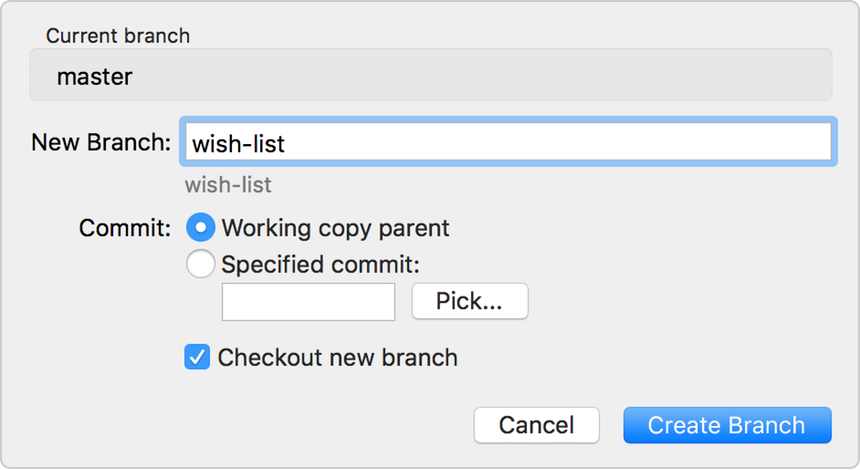 Current branch
master
New Branch: wish-list
wish-list
Commit: Working copy parent
Specified commit:
Pick...
Checkout new branch
Cancel Create Branch